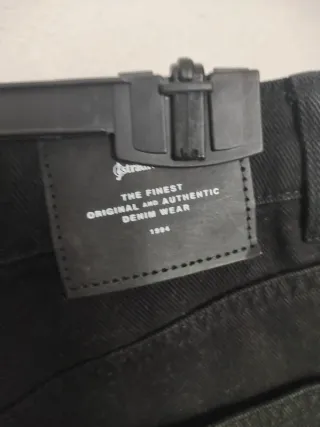 THE FINEST
ORIGINAL AND AUTHENTIC
DENIM WEAR
1994